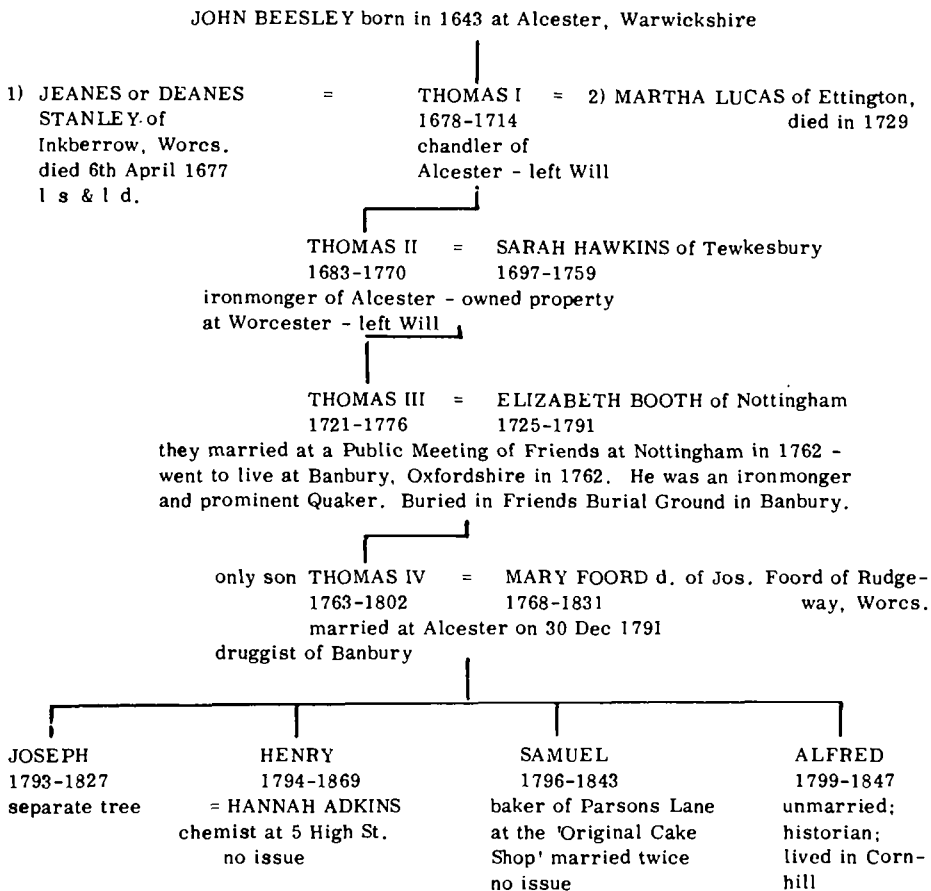 JOHN BEESLEY born in 1643 at Alcester, Warwickshire
1) JEANES or DEANES = THOMAS I = 2) MARTHA LUCAS of Ettington,
STANLEY of 1678-1714 died in 1729
Inkberrow, Worcs. chandler of
died 6th April 1677 Alcester - left Will
1 s & 1 d.
THOMAS II = SARAH HAWKINS of Tewkesbury
1683-1770 1697-1759
ironmonger of Alcester - owned property
at Worcester - left Will
THOMAS III = ELIZABETH BOOTH of Nottingham
1721-1776 1725-1791
they married at a Public Meeting of Friends at Nottingham in 1762 -
went to live at Banbury, Oxfordshire in 1762. He was an ironmonger
and prominent Quaker. Buried in Friends Burial Ground in Banbury.
only son THOMAS IV = MARY FOORD d. of Jos. Foord of Rudge-
1763-1802 1768-1831 way, Worcs.
married at Alcester on 30 Dec 1791
druggist of Banbury
JOSEPH HENRY SAMUEL ALFRED
1793-1827 1794-1869 1796-1843 1799-1847
separate tree = HANNAH ADKINS baker of Parsons Lane unmarried;
chemist at 5 High St. at the 'Original Cake historian;
no issue Shop' married twice lived in Corn-
no issue hill